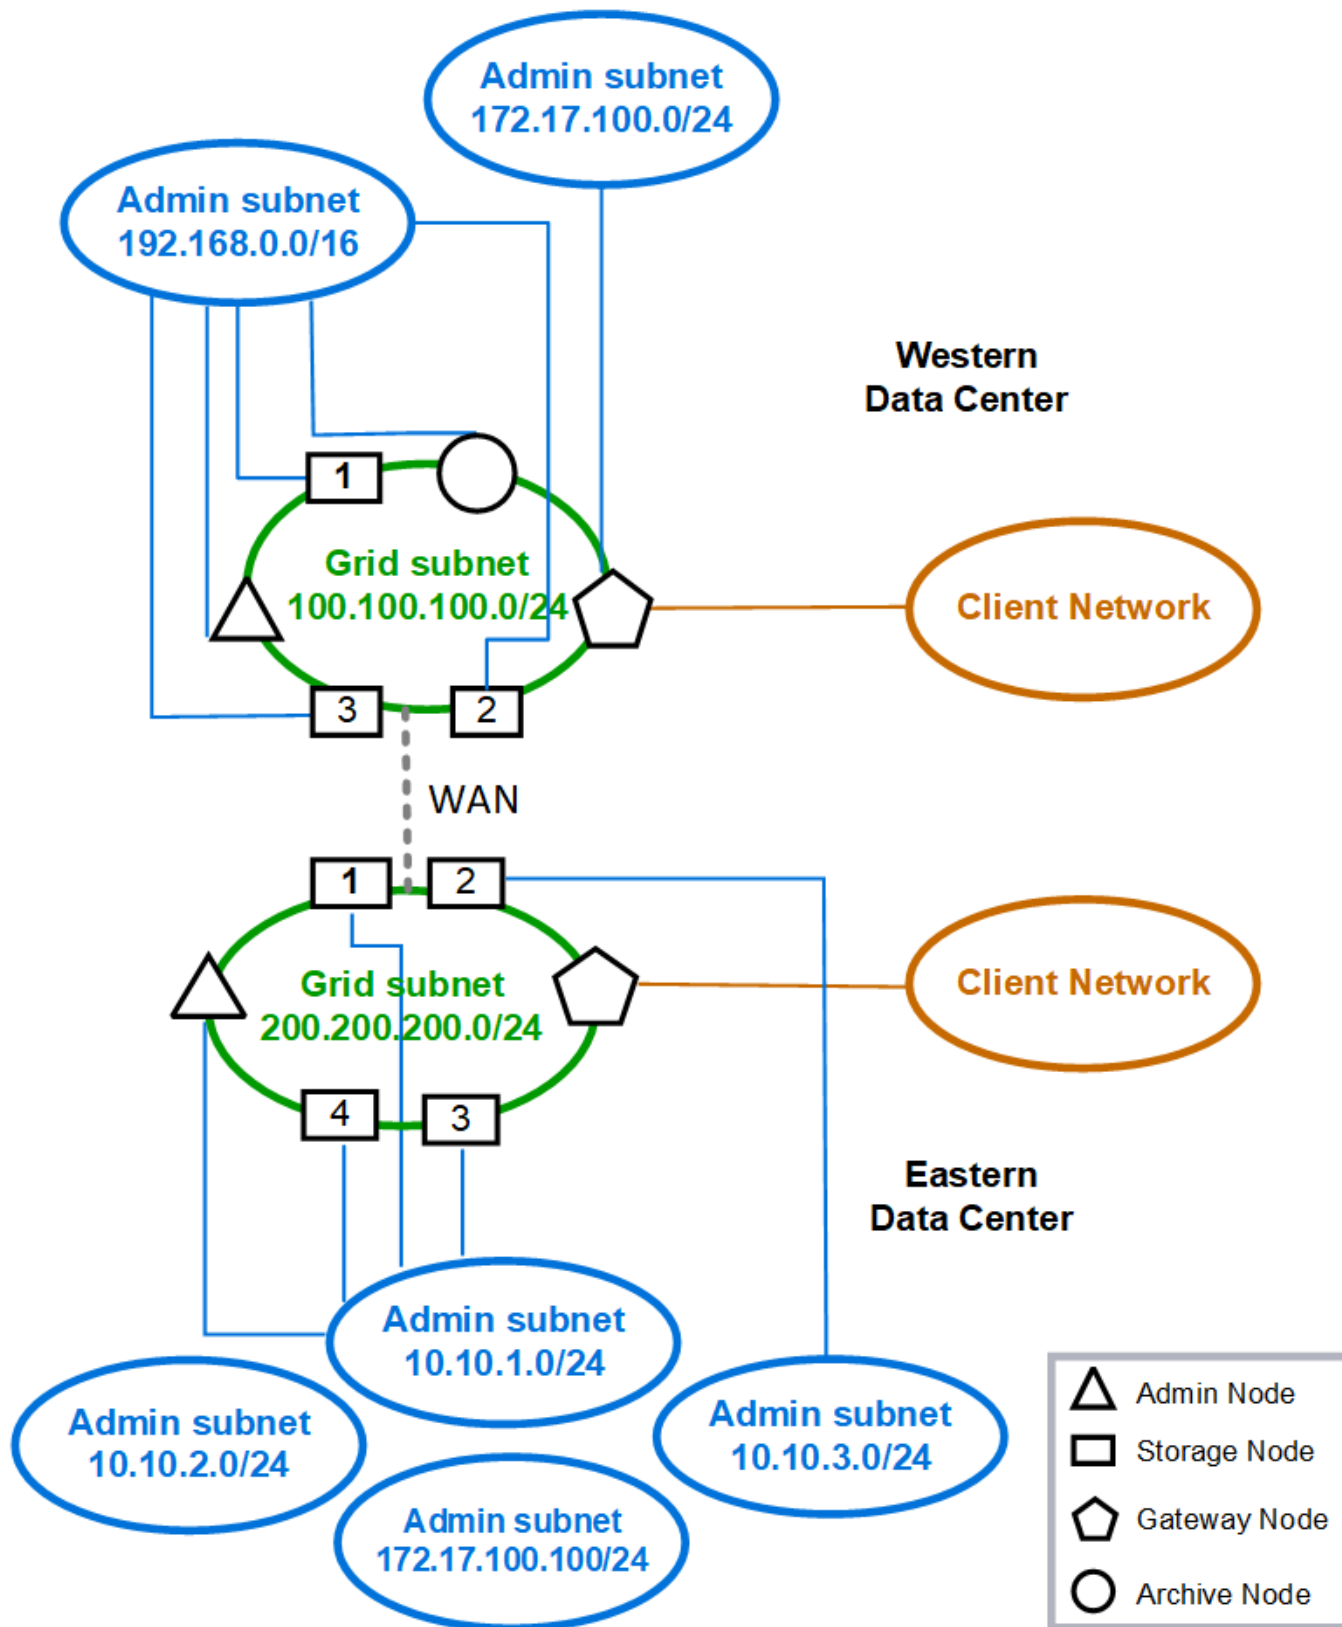 Admin subnet
172.17.100.0/24
Admin subnet
192.168.0.0/16
Western
Data Center
1
Grid subnet
100.100.100.0/24
Client Network
3
2
WAN
1
2
Grid subnet
200.200.200.0/24
Client Network
4
3
Eastern
Data Center
Admin subnet
10.10.1.0/24
Admin subnet
10.10.2.0/24
Admin subnet
10.10.3.0/24
Admin subnet
172.17.100.100/24
Admin Node
Storage Node
Gateway Node
Archive Node